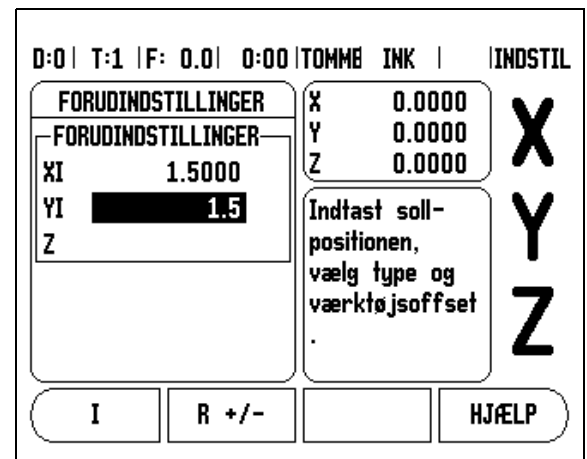 D:0 | T:1 | F: 0.0 | 0:00 | TOMME INK | | INDSTIL
FORUDINDSTILLINGER
FORUDINDSTILLINGER
XI 1.5000
YI 1.5
Z
X 0.0000
Y 0.0000
Z 0.0000
Indtast soll-
positionen,
vælg type og
værktøjsoffset
.
X
Y
Z
I
R +/-
HJÆLP